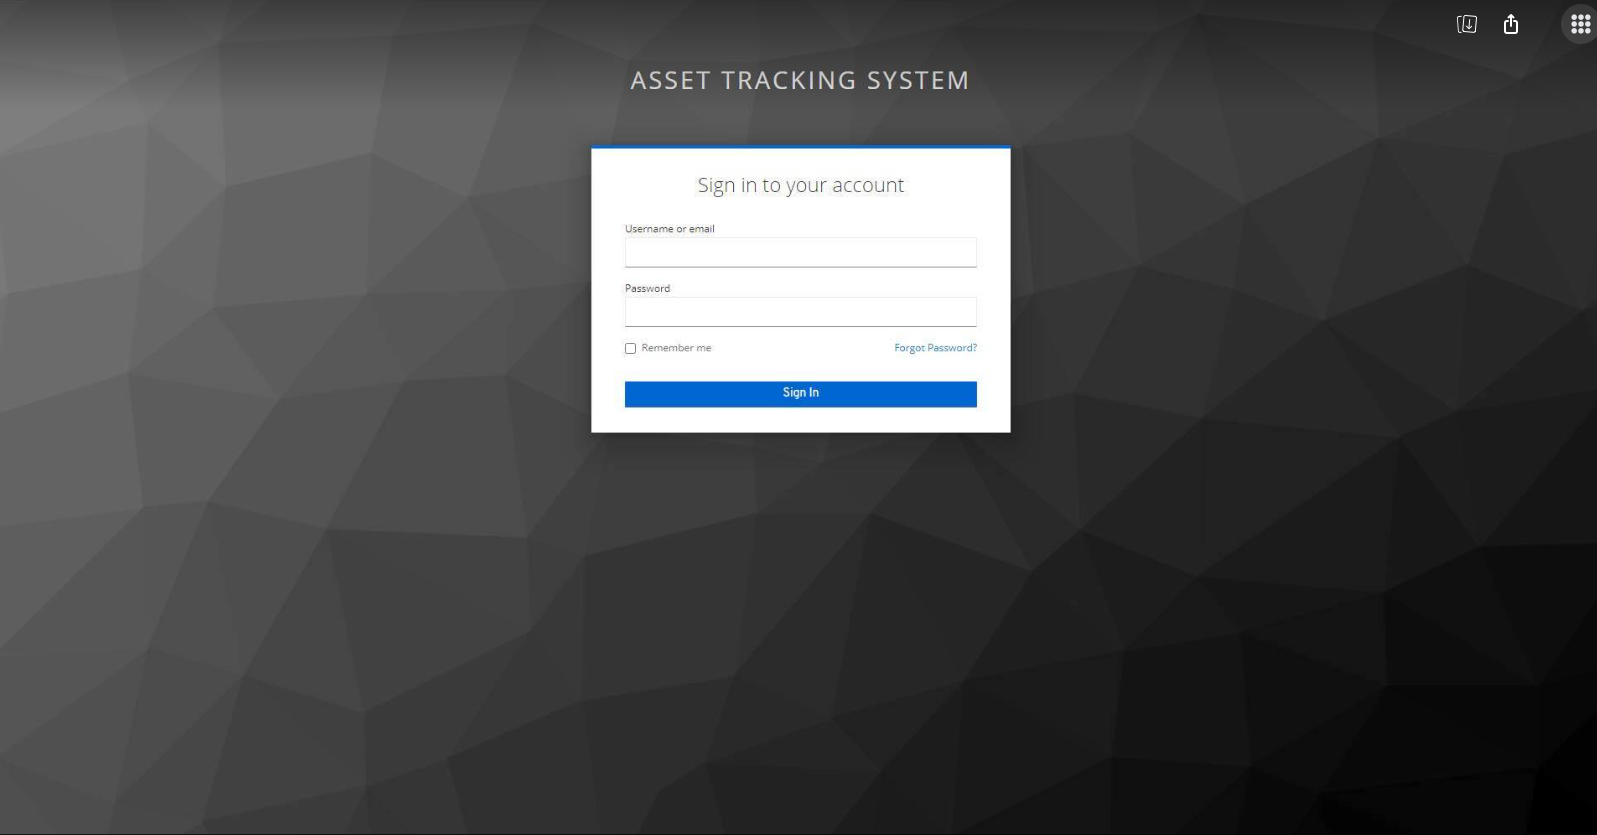 ASSET TRACKING SYSTEM
Sign in to your account
Username or email
Password
Remember me
Forgot Password?
Sign In